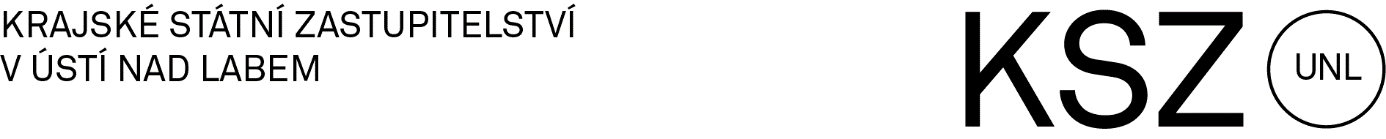 KRAJSKÉ STÁTNÍ ZASTUPITELSTVÍ
V ÚSTÍ NAD LABEM
KSZ
UNL